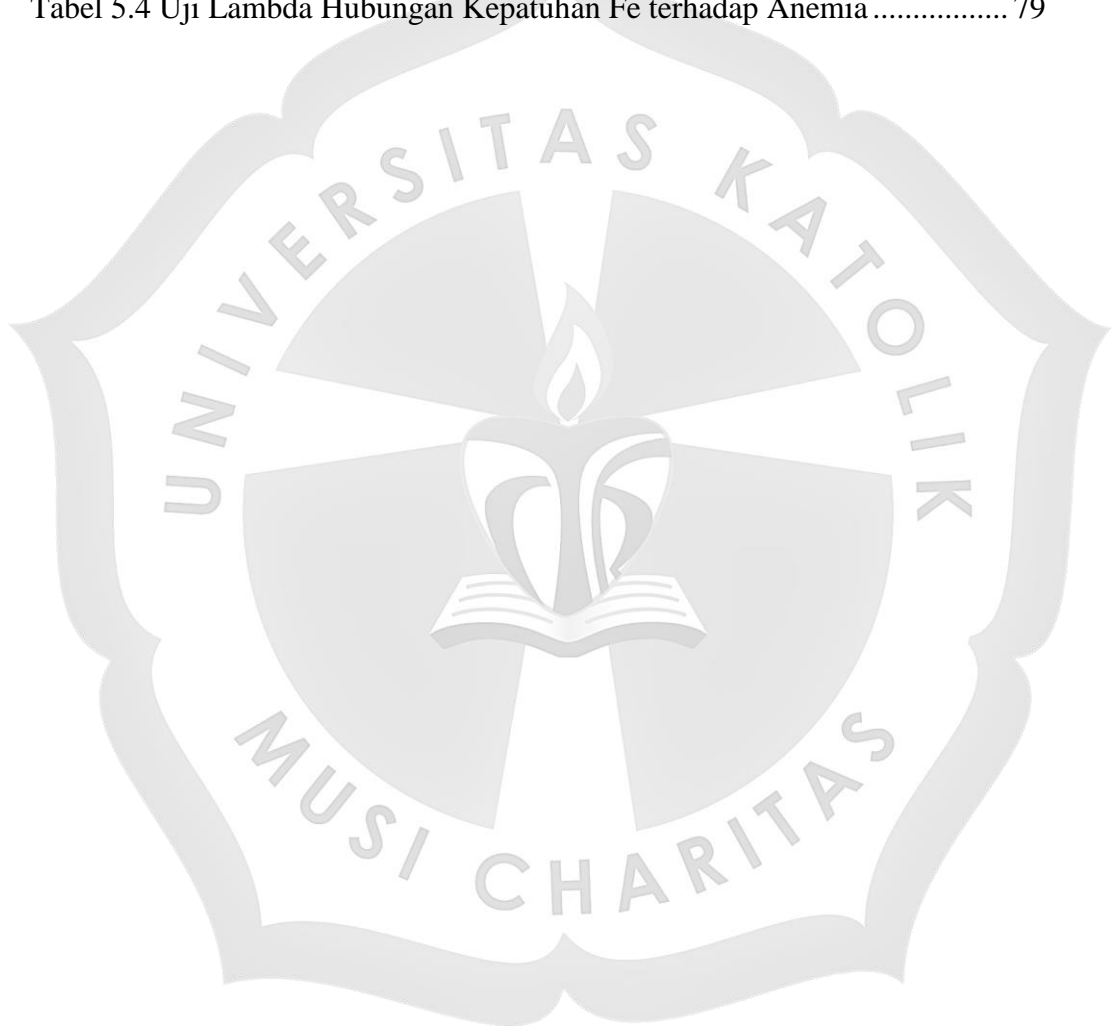 Tabel 5.4 Uji Lambda Hubungan Kepatuhan Fe terhadap Anemia ................. 79
UNIVERSITAS KATOLIK
MUSI CHARITAS